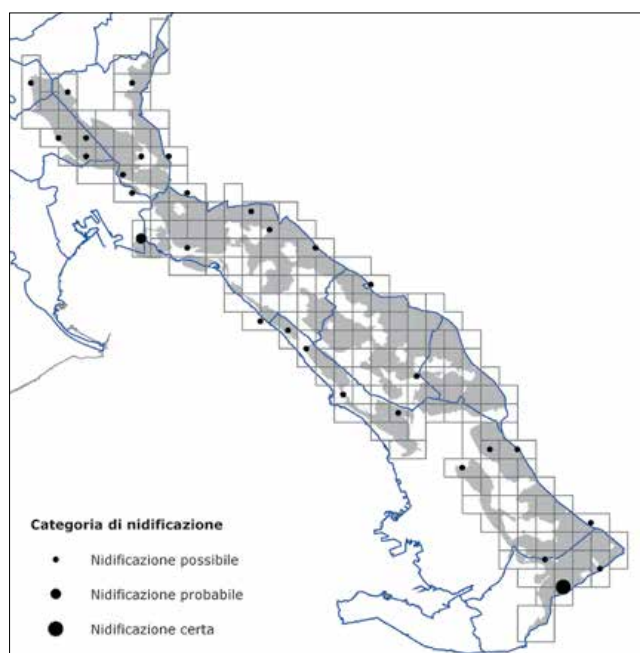 Categoria di nidificazione
Nidificazione possibile
Nidificazione probabile
Nidificazione certa